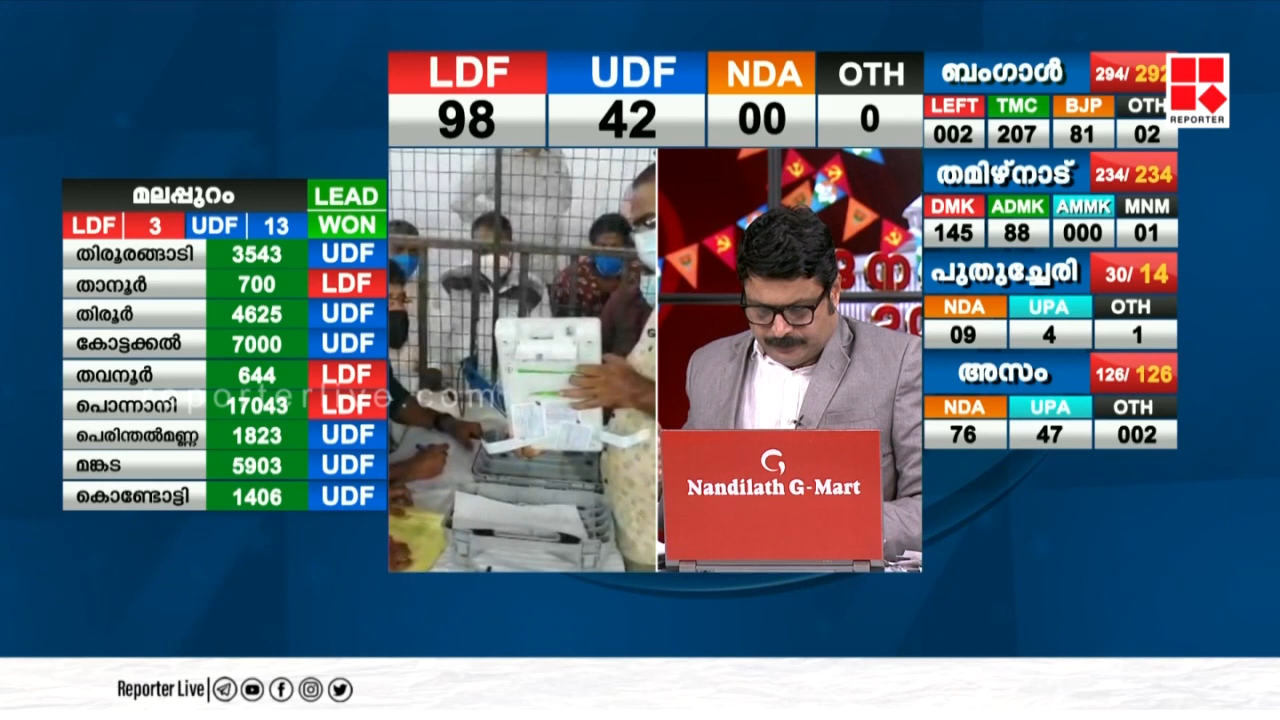 LDF UDF NDA OTH
98 42 00 0
മലപ്പുറം LEAD
LDF 3 UDF 13 WON
തിരൂരങ്ങാടി 3543 UDF
താനൂർ 700 LDF
തിരൂർ 4625 UDF
കോട്ടക്കൽ 7000 UDF
തവനൂർ 644 LDF
പൊന്നാനി 17043 LDF
പെരിന്തൽമണ്ണ 1823 UDF
മങ്കട 5903 UDF
കൊണ്ടോട്ടി 1406 UDF
Nandilath G-Mart
ബംഗാൾ 294/ 292
LEFT TMC BJP OTH
002 207 81 02
തമിഴ്നാട് 234/ 234
DMK ADMK AMMK MNM
145 88 000 01
പുതുച്ചേരി 30/ 14
NDA UPA OTH
09 4 1
അസം 126/ 126
NDA UPA OTH
76 47 002
REPORTER
Reporter Live